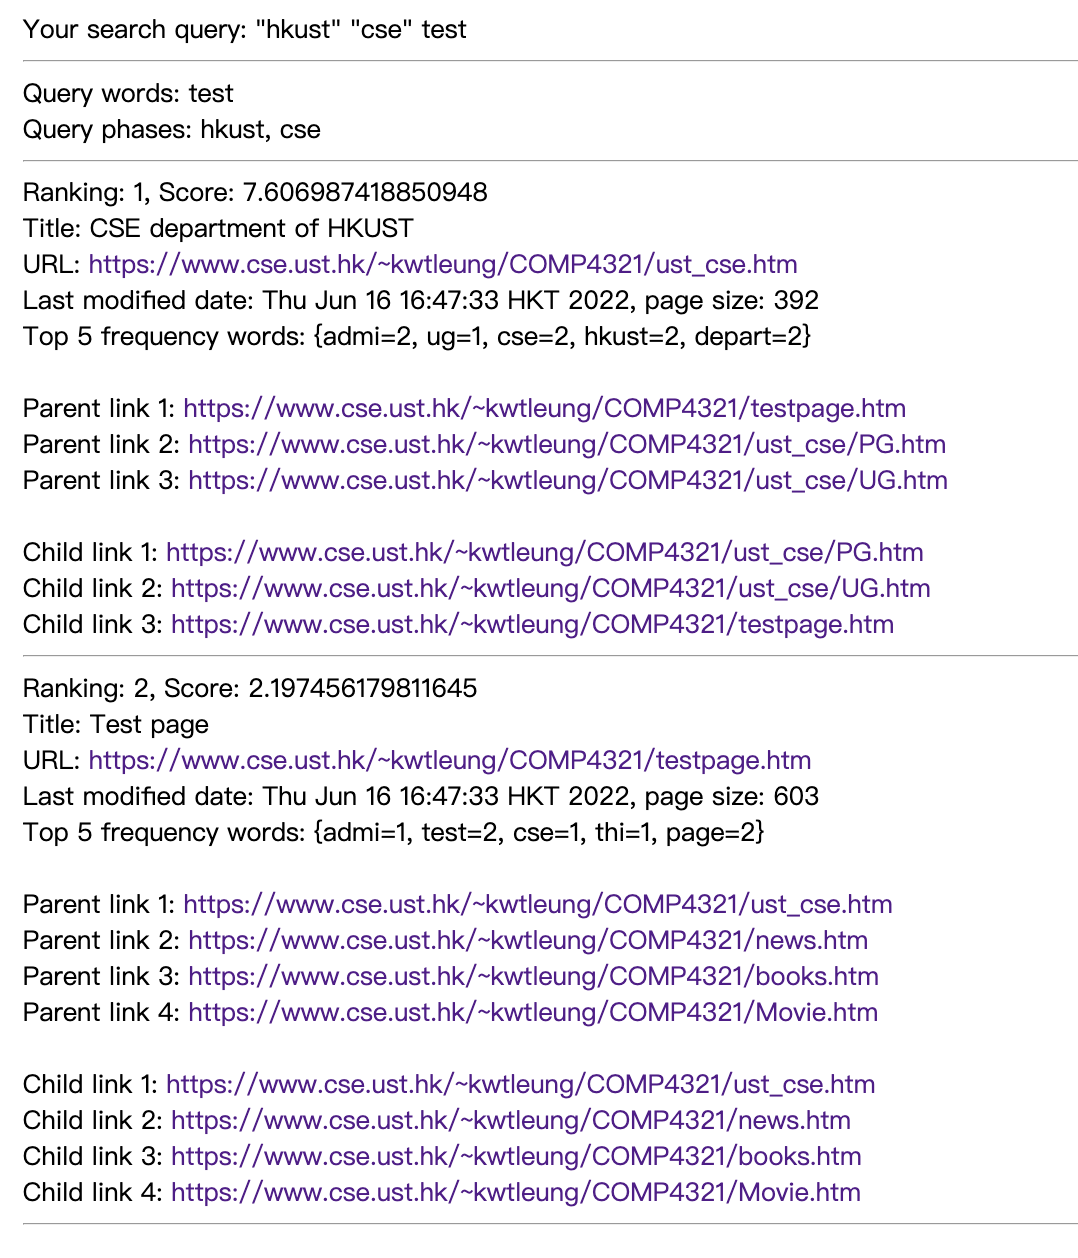 Your search query: "hkust" "cse" test
Query words: test
Query phases: hkust, cse
Ranking: 1, Score: 7.606987418850948
Title: CSE department of HKUST
URL: https://www.cse.ust.hk/~kwtleung/COMP4321/ust_cse.htm
Last modified date: Thu Jun 16 16:47:33 HKT 2022, page size: 392
Top 5 frequency words: {admi=2, ug=1, cse=2, hkust=2, depart=2}
Parent link 1: https://www.cse.ust.hk/~kwtleung/COMP4321/testpage.htm
Parent link 2: https://www.cse.ust.hk/~kwtleung/COMP4321/ust_cse/PG.htm
Parent link 3: https://www.cse.ust.hk/~kwtleung/COMP4321/ust_cse/UG.htm
Child link 1: https://www.cse.ust.hk/~kwtleung/COMP4321/ust_cse/PG.htm
Child link 2: https://www.cse.ust.hk/~kwtleung/COMP4321/ust_cse/UG.htm
Child link 3: https://www.cse.ust.hk/~kwtleung/COMP4321/testpage.htm
Ranking: 2, Score: 2.197456179811645
Title: Test page
URL: https://www.cse.ust.hk/~kwtleung/COMP4321/testpage.htm
Last modified date: Thu Jun 16 16:47:33 HKT 2022, page size: 603
Top 5 frequency words: {admi=1, test=2, cse=1, thi=1, page=2}
Parent link 1: https://www.cse.ust.hk/~kwtleung/COMP4321/ust_cse.htm
Parent link 2: https://www.cse.ust.hk/~kwtleung/COMP4321/news.htm
Parent link 3: https://www.cse.ust.hk/~kwtleung/COMP4321/books.htm
Parent link 4: https://www.cse.ust.hk/~kwtleung/COMP4321/Movie.htm
Child link 1: https://www.cse.ust.hk/~kwtleung/COMP4321/ust_cse.htm
Child link 2: https://www.cse.ust.hk/~kwtleung/COMP4321/news.htm
Child link 3: https://www.cse.ust.hk/~kwtleung/COMP4321/books.htm
Child link 4: https://www.cse.ust.hk/~kwtleung/COMP4321/Movie.htm